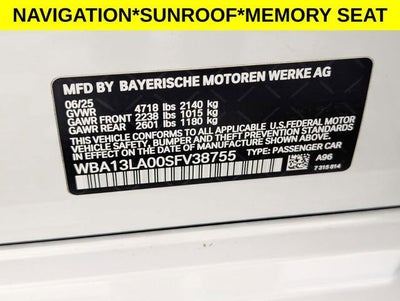 NAVIGATION*SUNROOF*MEMORY SEAT
MFD BY BAYERISCHE MOTOREN WERKE AG
06/25 4718 lbs 2140 kg
GVWR
GAWR FRONT 2238 lbs 1015 kg
GAWR REAR 2601 lbs 1180 kg
THIS VEHICLE CONFORMS TO ALL APPLICABLE U.S.FEDERAL MOTOR
VEHICLE SAFETY, BUMPER, AND THEFT PREVENTION STANDARDS
IN EFFECT ON THE DATE OF MANUFACTURE SHOWN ABOVE.
WBA13LA00SFV38755 TYPE: PASSENGER CAR
A96
7 315 814